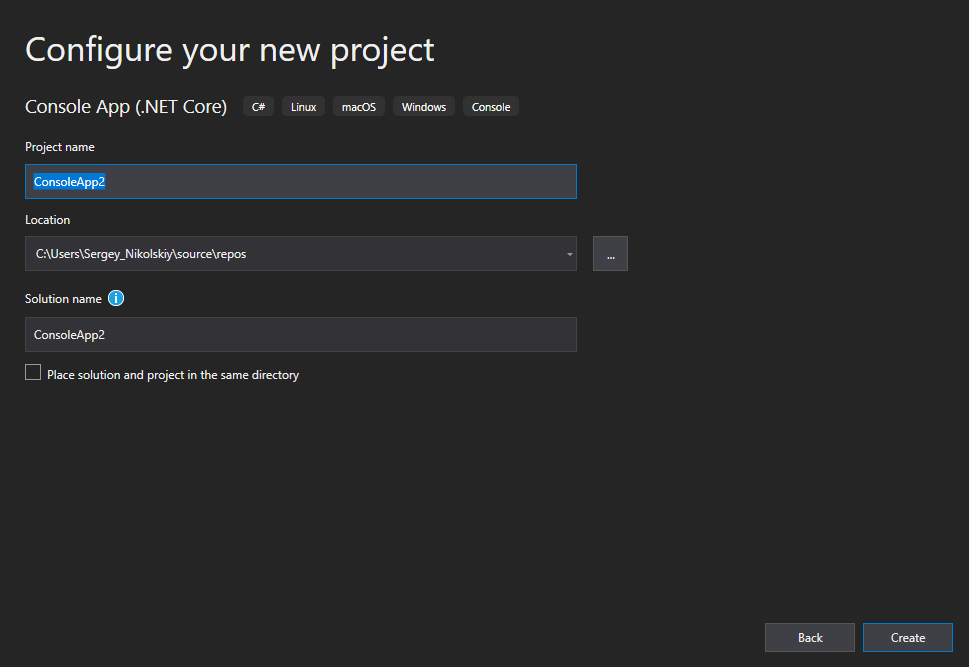 Configure your new project
Console App (.NET Core) C# Linux macOS Windows Console
Project name
ConsoleApp2
Location
C:\Users\Sergey_Nikolskiy\source\repos
...
Solution name
ConsoleApp2
Place solution and project in the same directory
Back Create